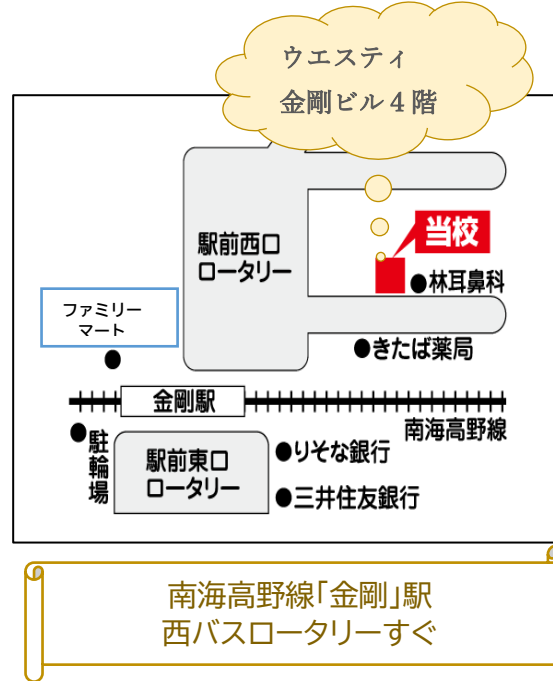 ウエスティ
金剛ビル４階
駅前西口
ロータリー
当校
●林耳鼻科
ファミリー
マート
●きたば薬局
金剛駅
南海高野線
●駐輪場
駅前東口
ロータリー
●りそな銀行
●三井住友銀行
南海高野線「金剛」駅
西バスロータリーすぐ